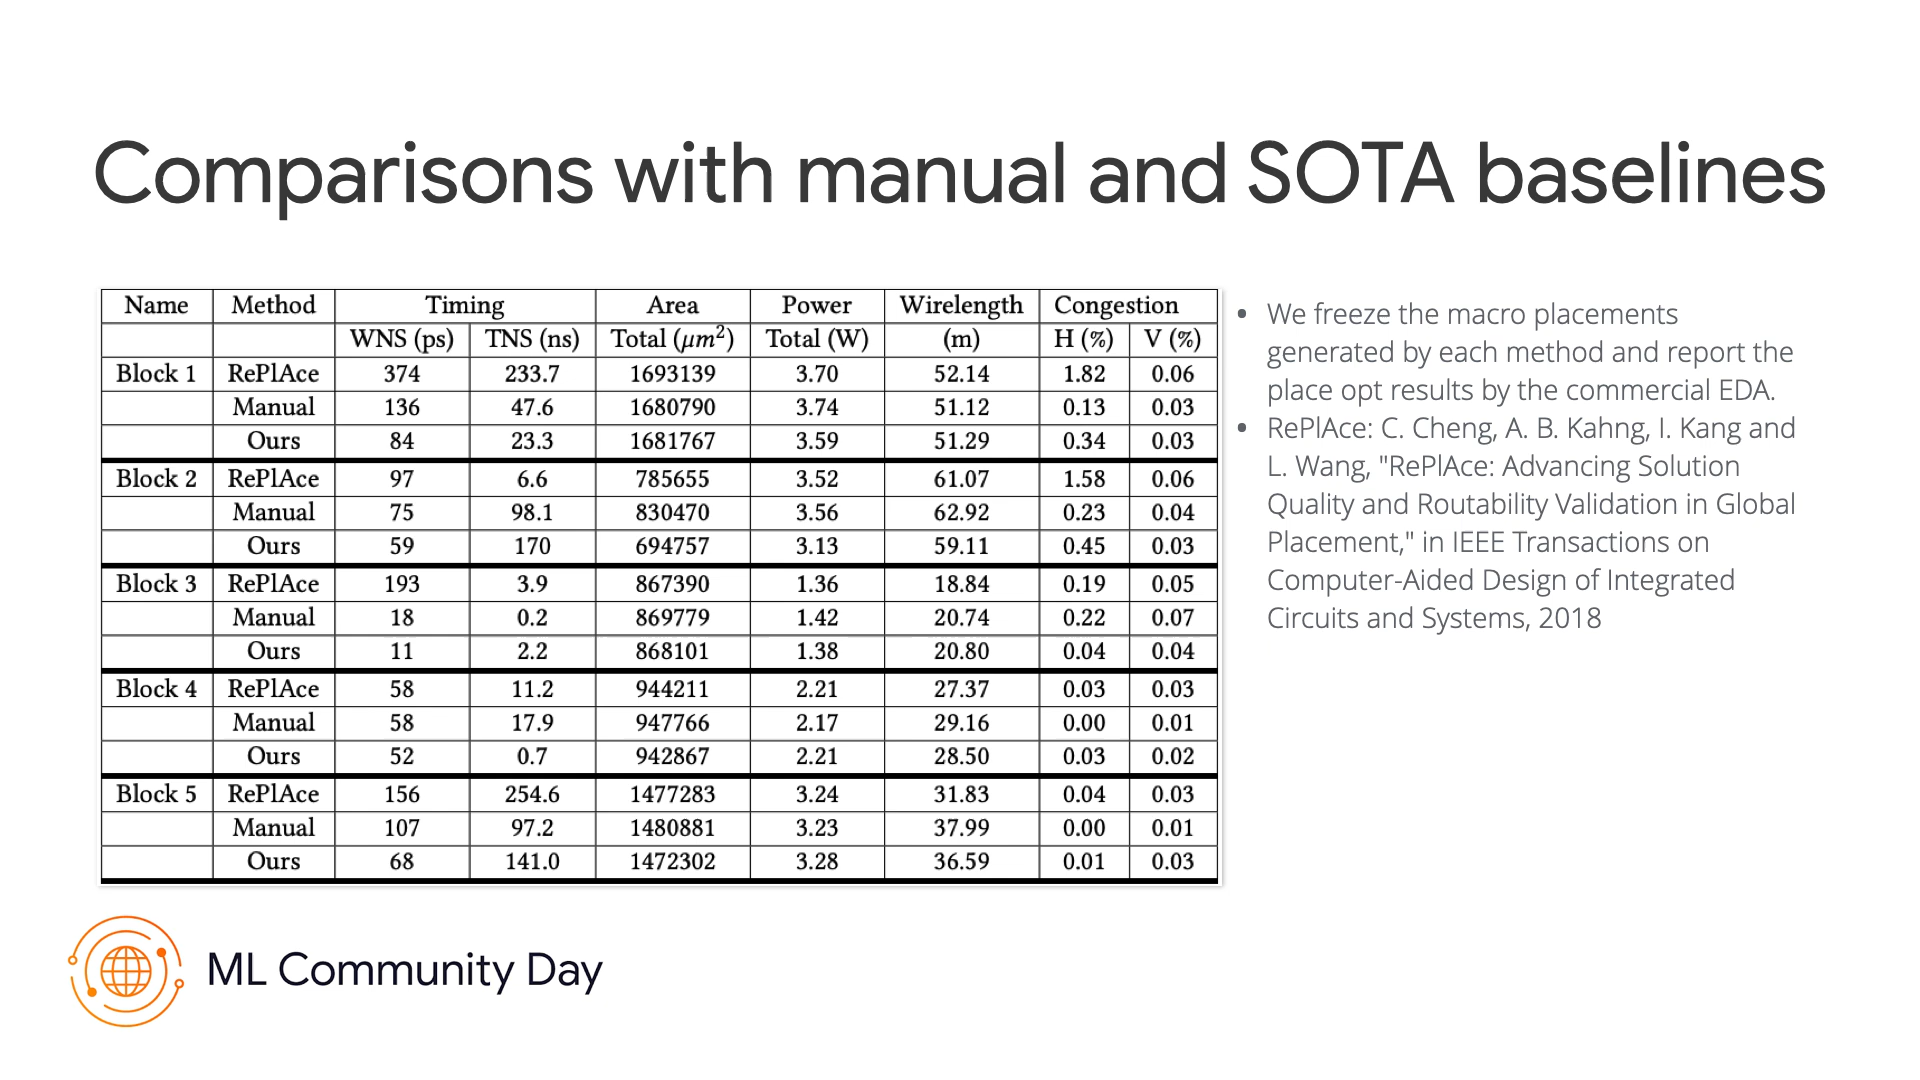 Comparisons with manual and SOTA baselines
Name Method Timing Area Power Wirelength Congestion
WNS (ps) TNS (ns) Total (μm²) Total (W) (m) H (%) V (%)
Block 1 RePlAce 374 233.7 1693139 3.70 52.14 1.82 0.06
Manual 136 47.6 1680790 3.74 51.12 0.13 0.03
Ours 84 23.3 1681767 3.59 51.29 0.34 0.03
Block 2 RePlAce 97 6.6 785655 3.52 61.07 1.58 0.06
Manual 75 98.1 830470 3.56 62.92 0.23 0.04
Ours 59 170 694757 3.13 59.11 0.45 0.03
Block 3 RePlAce 193 3.9 867390 1.36 18.84 0.19 0.05
Manual 18 0.2 869779 1.42 20.74 0.22 0.07
Ours 11 2.2 868101 1.38 20.80 0.04 0.04
Block 4 RePlAce 58 11.2 944211 2.21 27.37 0.03 0.03
Manual 58 17.9 947766 2.17 29.16 0.00 0.01
Ours 52 0.7 942867 2.21 28.50 0.03 0.02
Block 5 RePlAce 156 254.6 1477283 3.24 31.83 0.04 0.03
Manual 107 97.2 1480881 3.23 37.99 0.00 0.01
Ours 68 141.0 1472302 3.28 36.59 0.01 0.03
• We freeze the macro placements
generated by each method and report the
place opt results by the commercial EDA.
• RePlAce: C. Cheng, A. B. Kahng, I. Kang and
L. Wang, "RePlAce: Advancing Solution
Quality and Routability Validation in Global
Placement," in IEEE Transactions on
Computer-Aided Design of Integrated
Circuits and Systems, 2018
ML Community Day